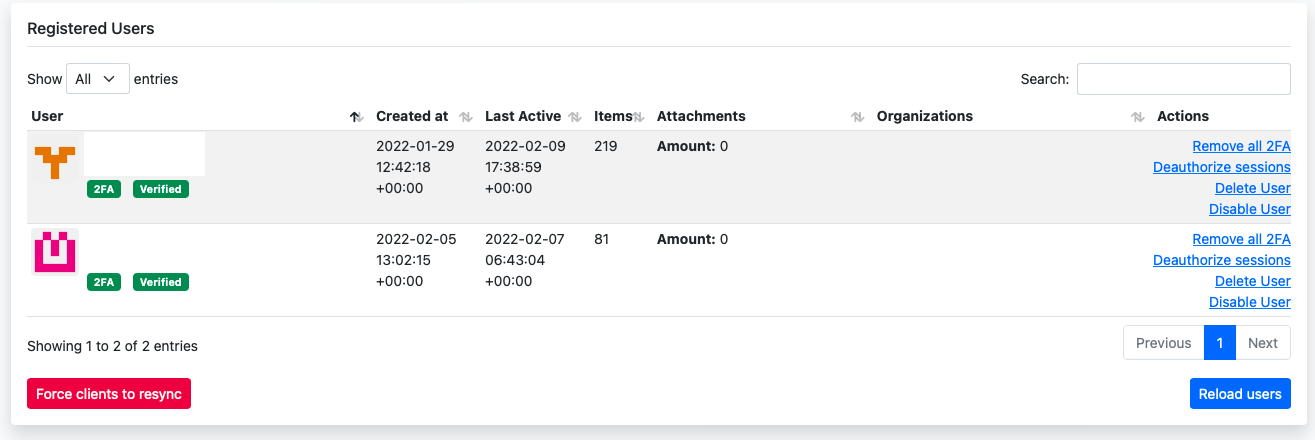 Registered Users
Show All entries Search:
User Created at Last Active Items Attachments Organizations Actions
2022-01-29 2022-02-09 219 Amount: 0 Remove all 2FA
12:42:18 17:38:59 Deauthorize sessions
2FA Verified +00:00 +00:00 Delete User
Disable User
2022-02-05 2022-02-07 81 Amount: 0 Remove all 2FA
13:02:15 06:43:04 Deauthorize sessions
2FA Verified +00:00 +00:00 Delete User
Disable User
Showing 1 to 2 of 2 entries Previous 1 Next
Force clients to resync Reload users